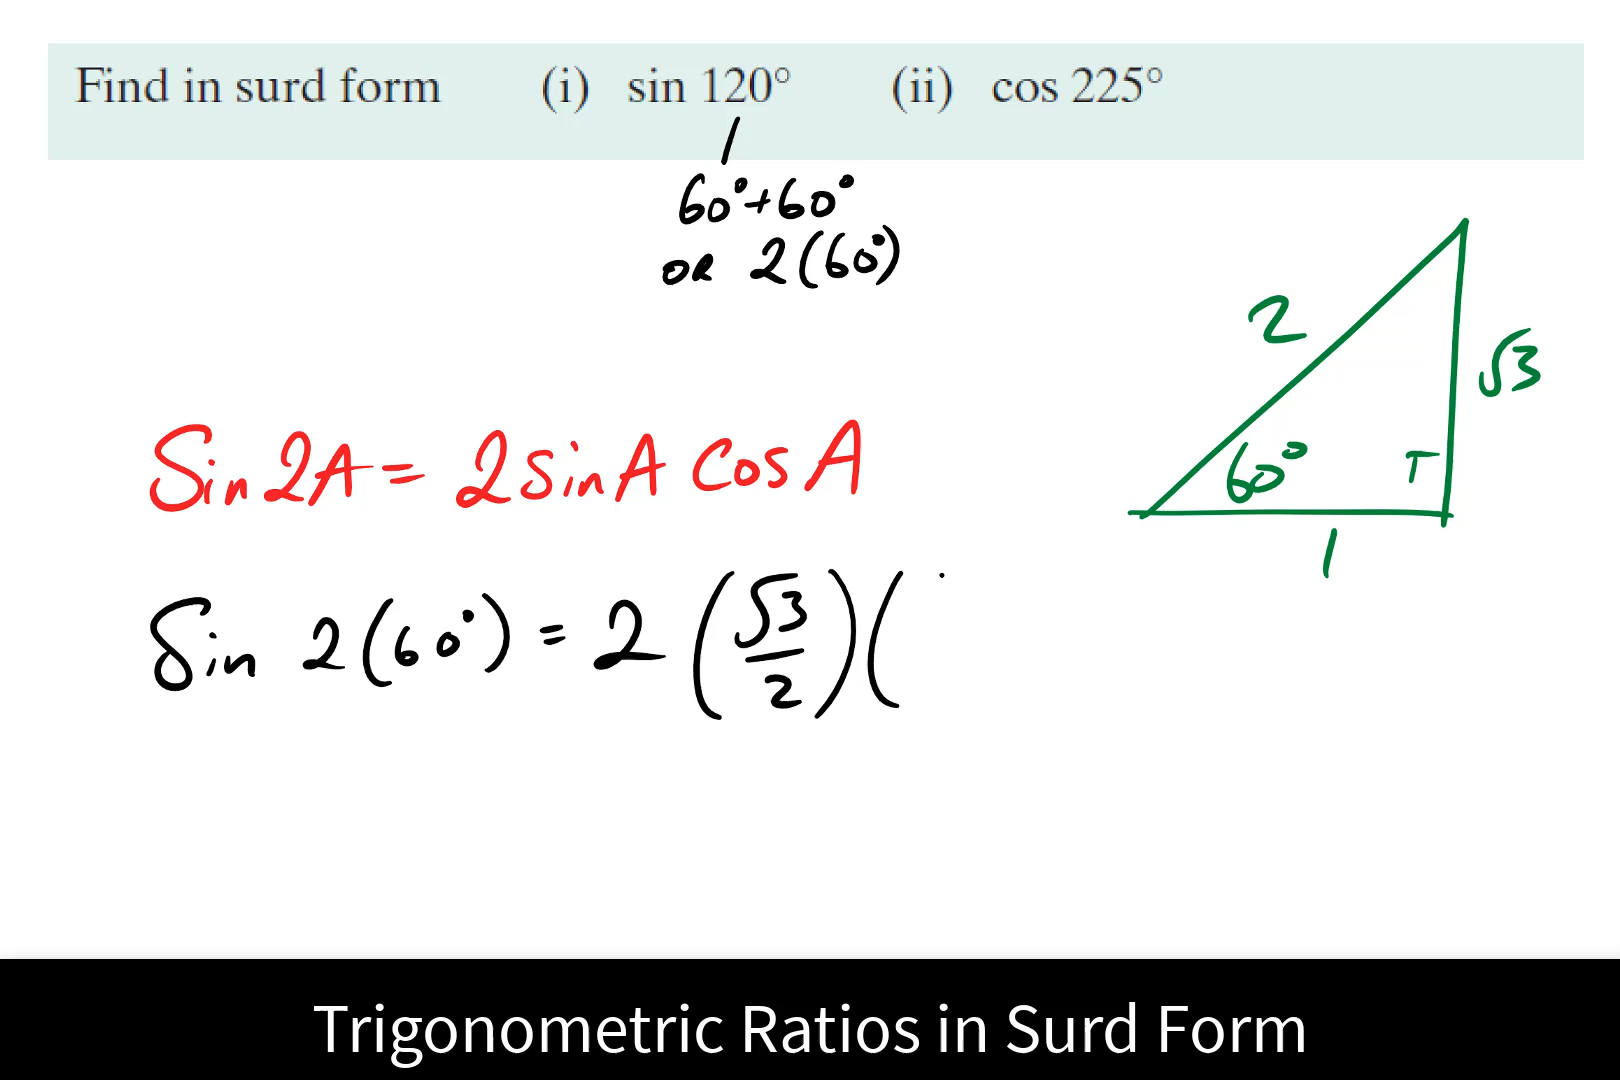 Find in surd form (i) sin 120° (ii) cos 225°
60°+60°
OR 2(60°)
2
√3
60°
1
Sin 2A = 2 sin A Cos A
Sin 2(60°) = 2 (√3/2)(
Trigonometric Ratios in Surd Form